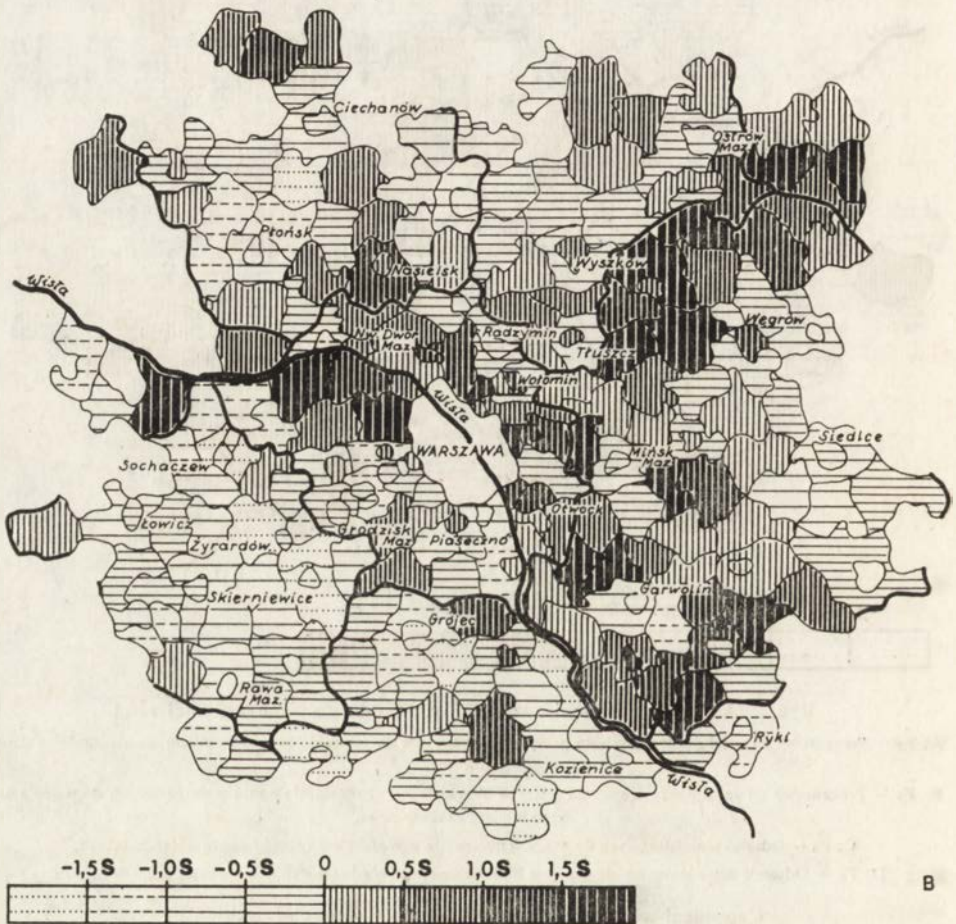 Ciechanów
Ostrów
Maz.
Płońsk
Nasielsk
Wyszków
Wisła
Nw. Dwór
Maz.
Radzymin
Węgrów
Tłuszcz
Wołomin
Wisła
WARSZAWA
Mińsk
Maz.
Siedlce
Sochaczew
Łowicz
Grodzisk
Maz.
Piaseczno
Otwock
Żyrardów
Skierniewice
Garwolin
Grójec
Rawa
Maz.
Ryki
Kozienice
Wisła
-1,5S -1,0S -0,5S 0 0,5S 1,0S 1,5S
B